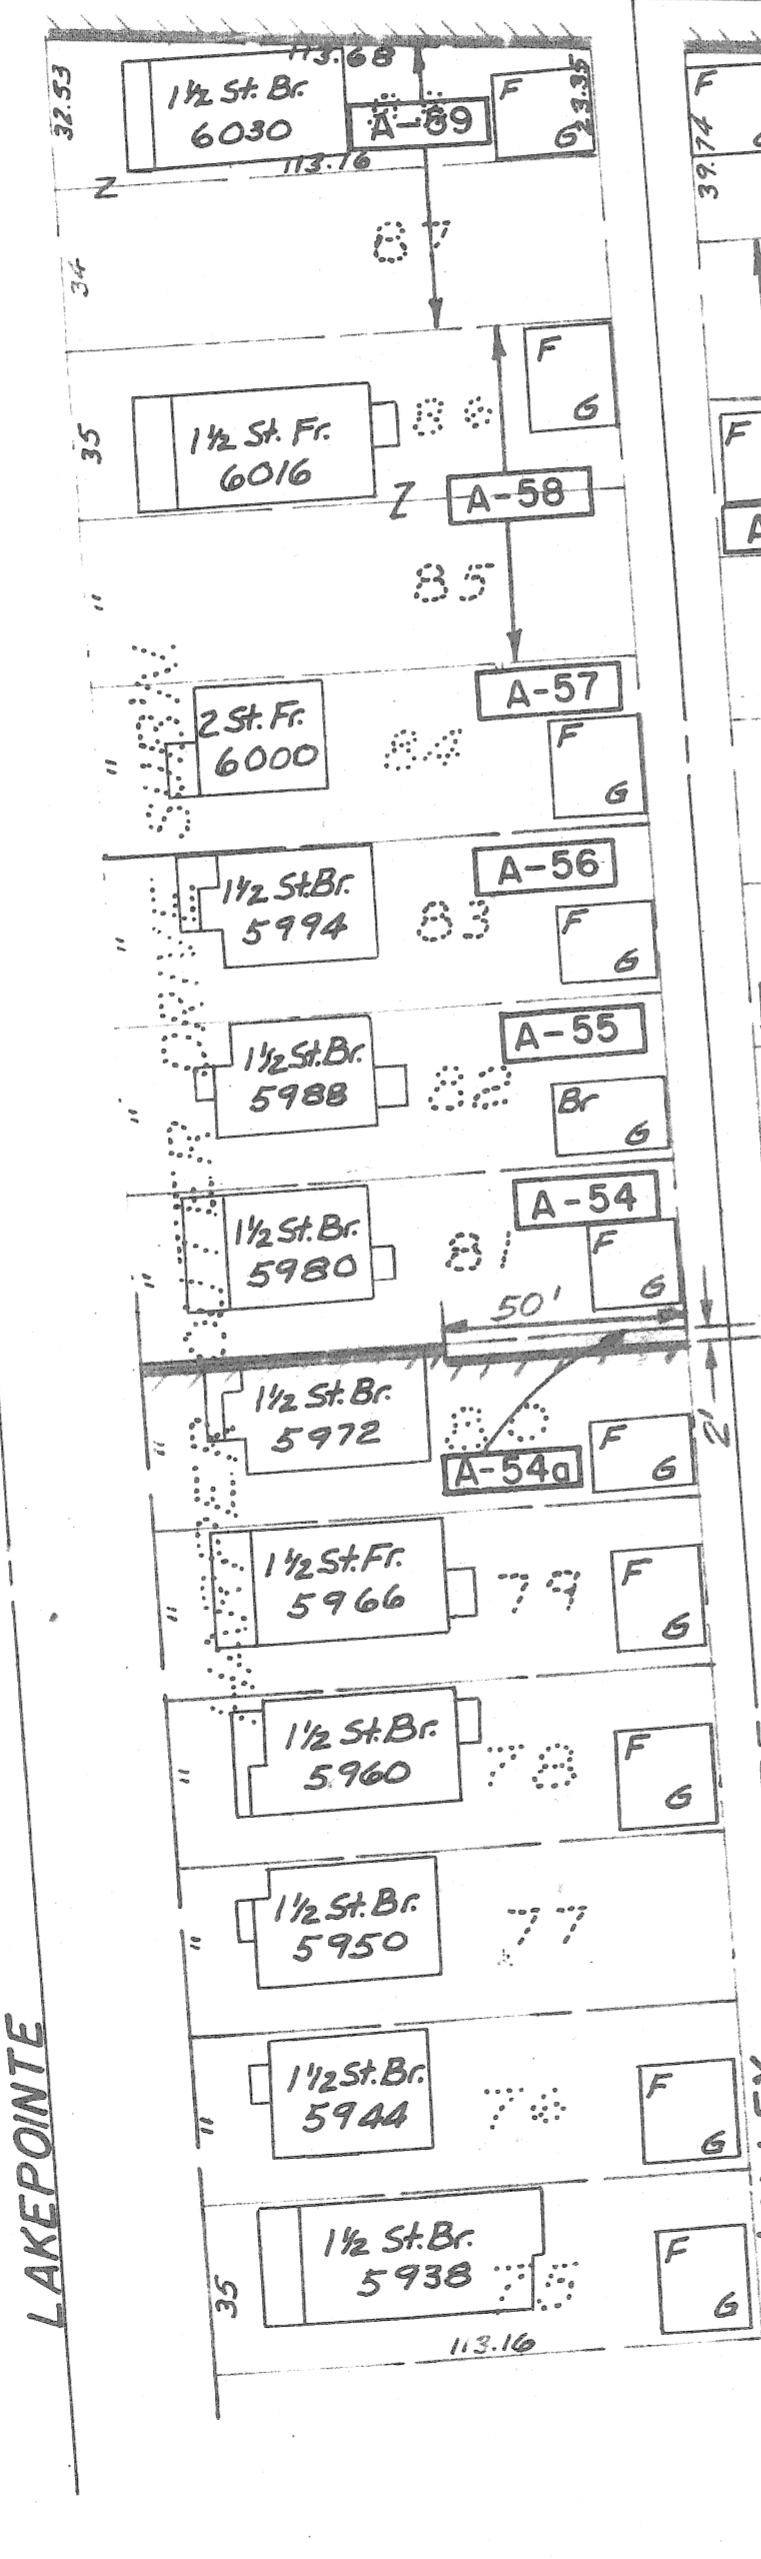 113.68
32.53
1½ St. Br.
6030
F
G
23.35
113.16
Z
87
34
F
G
86
35
1½ St. Fr.
6016
Z
A-58
85
"
A-57
2 St. Fr.
6000
84
F
G
"
A-56
1½ St.Br.
5994
83
F
G
"
A-55
1½ St.Br.
5988
82
Br
G
"
A-54
1½ St.Br.
5980
81
F
G
"
50'
1½ St.Br.
5972
80
F
G
2'
"
A-54a
1½ St.Fr.
5966
79
F
G
"
1½ St.Br.
5960
78
F
G
"
1½ St.Br.
5950
77
"
1½ St.Br.
5944
76
F
G
"
1½ St.Br.
5938
75
F
G
35
113.16
LAKEPOINTE
F
39.74
F